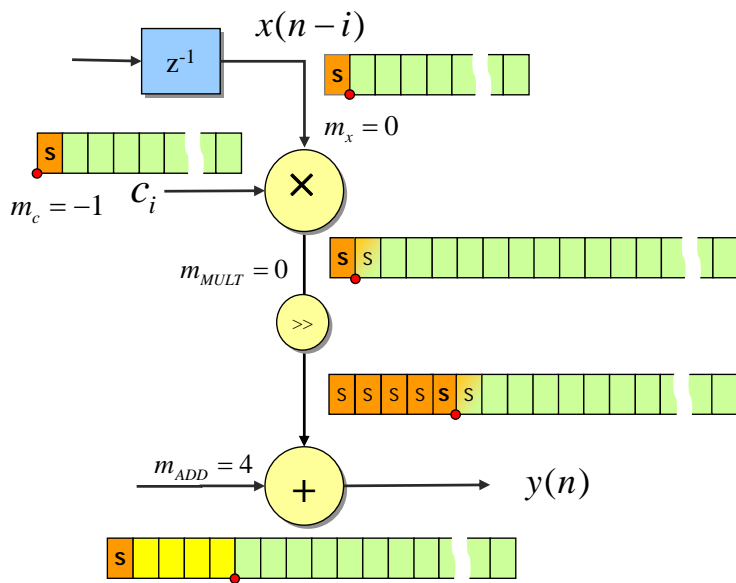 x(n−i)
z⁻¹
S
m_x = 0
S
m_c = −1
c_i
×
S S
m_MULT = 0
>>
S S S S S S
m_ADD = 4
+
y(n)
S